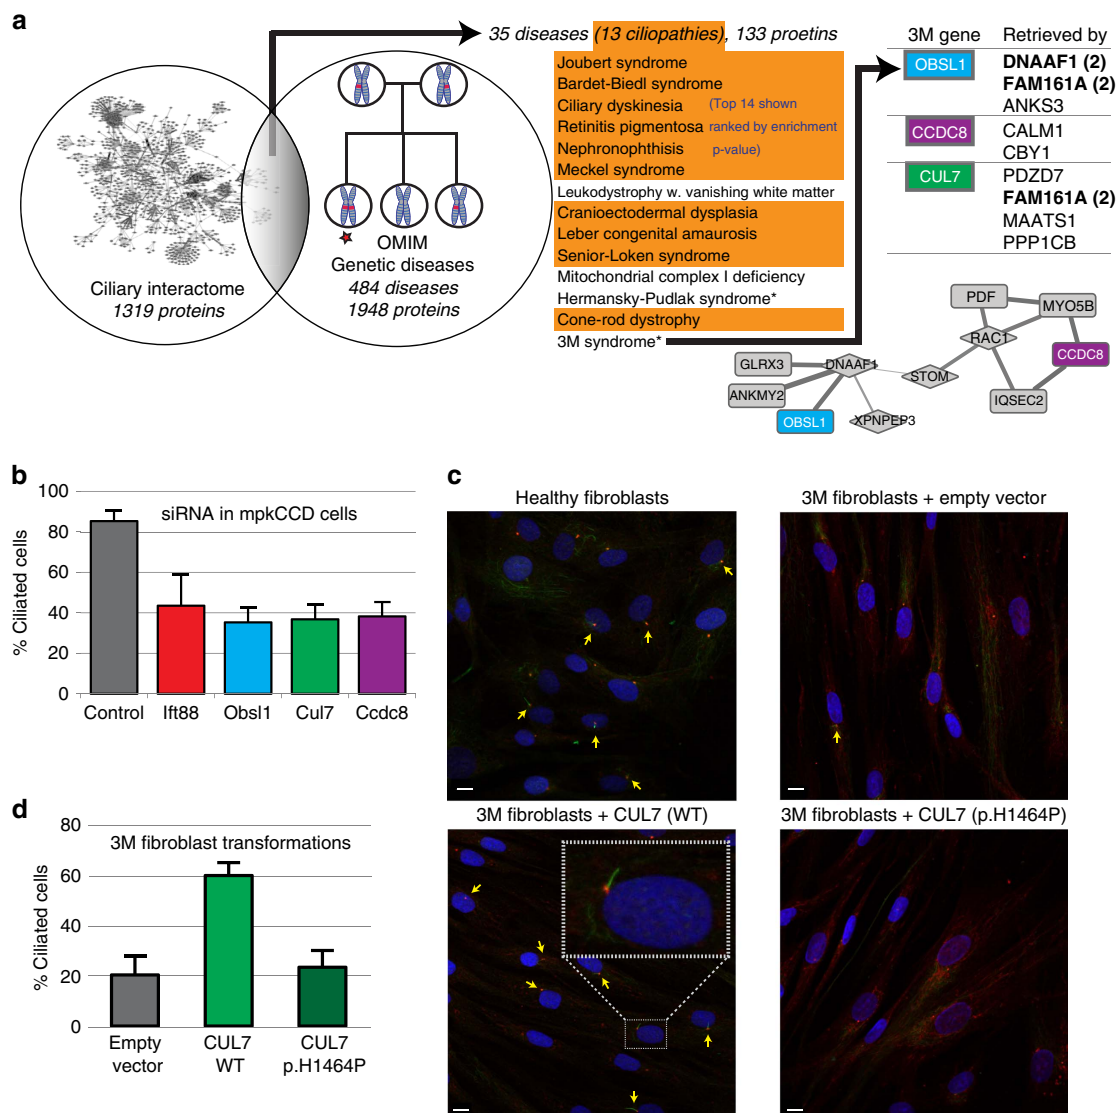 a
35 diseases (13 ciliopathies), 133 proetins
Joubert syndrome
Bardet-Biedl syndrome
Ciliary dyskinesia
Retinitis pigmentosa
Nephronophthisis
Meckel syndrome
(Top 14 shown
ranked by enrichment
p-value)
Leukodystrophy w. vanishing white matter
Cranioectodermal dysplasia
Leber congenital amaurosis
Senior-Loken syndrome
Mitochondrial complex I deficiency
Hermansky-Pudlak syndrome*
Cone-rod dystrophy
3M syndrome*
Ciliary interactome
1319 proteins
OMIM
Genetic diseases
484 diseases
1948 proteins
3M gene Retrieved by
OBSL1 DNAAF1 (2)
FAM161A (2)
ANKS3
CCDC8 CALM1
CBY1
CUL7 PDZD7
FAM161A (2)
MAATS1
PPP1CB
PDF
MYO5B
RAC1
CCDC8
GLRX3
DNAAF1
STOM
ANKMY2
IQSEC2
OBSL1
XPNPEP3
b
siRNA in mpkCCD cells
% Ciliated cells
100
80
60
40
20
0
Control Ift88 Obsl1 Cul7 Ccdc8
c
Healthy fibroblasts
3M fibroblasts + empty vector
3M fibroblasts + CUL7 (WT)
3M fibroblasts + CUL7 (p.H1464P)
d
3M fibroblast transformations
% Ciliated cells
80
60
40
20
0
Empty
vector
CUL7
WT
CUL7
p.H1464P